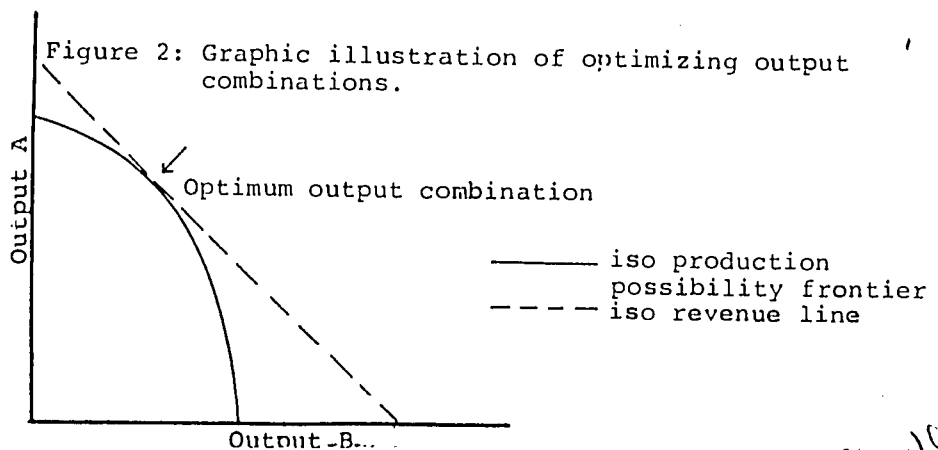 Figure 2: Graphic illustration of optimizing output
combinations.
Output A
Optimum output combination
iso production
possibility frontier
iso revenue line
Output B